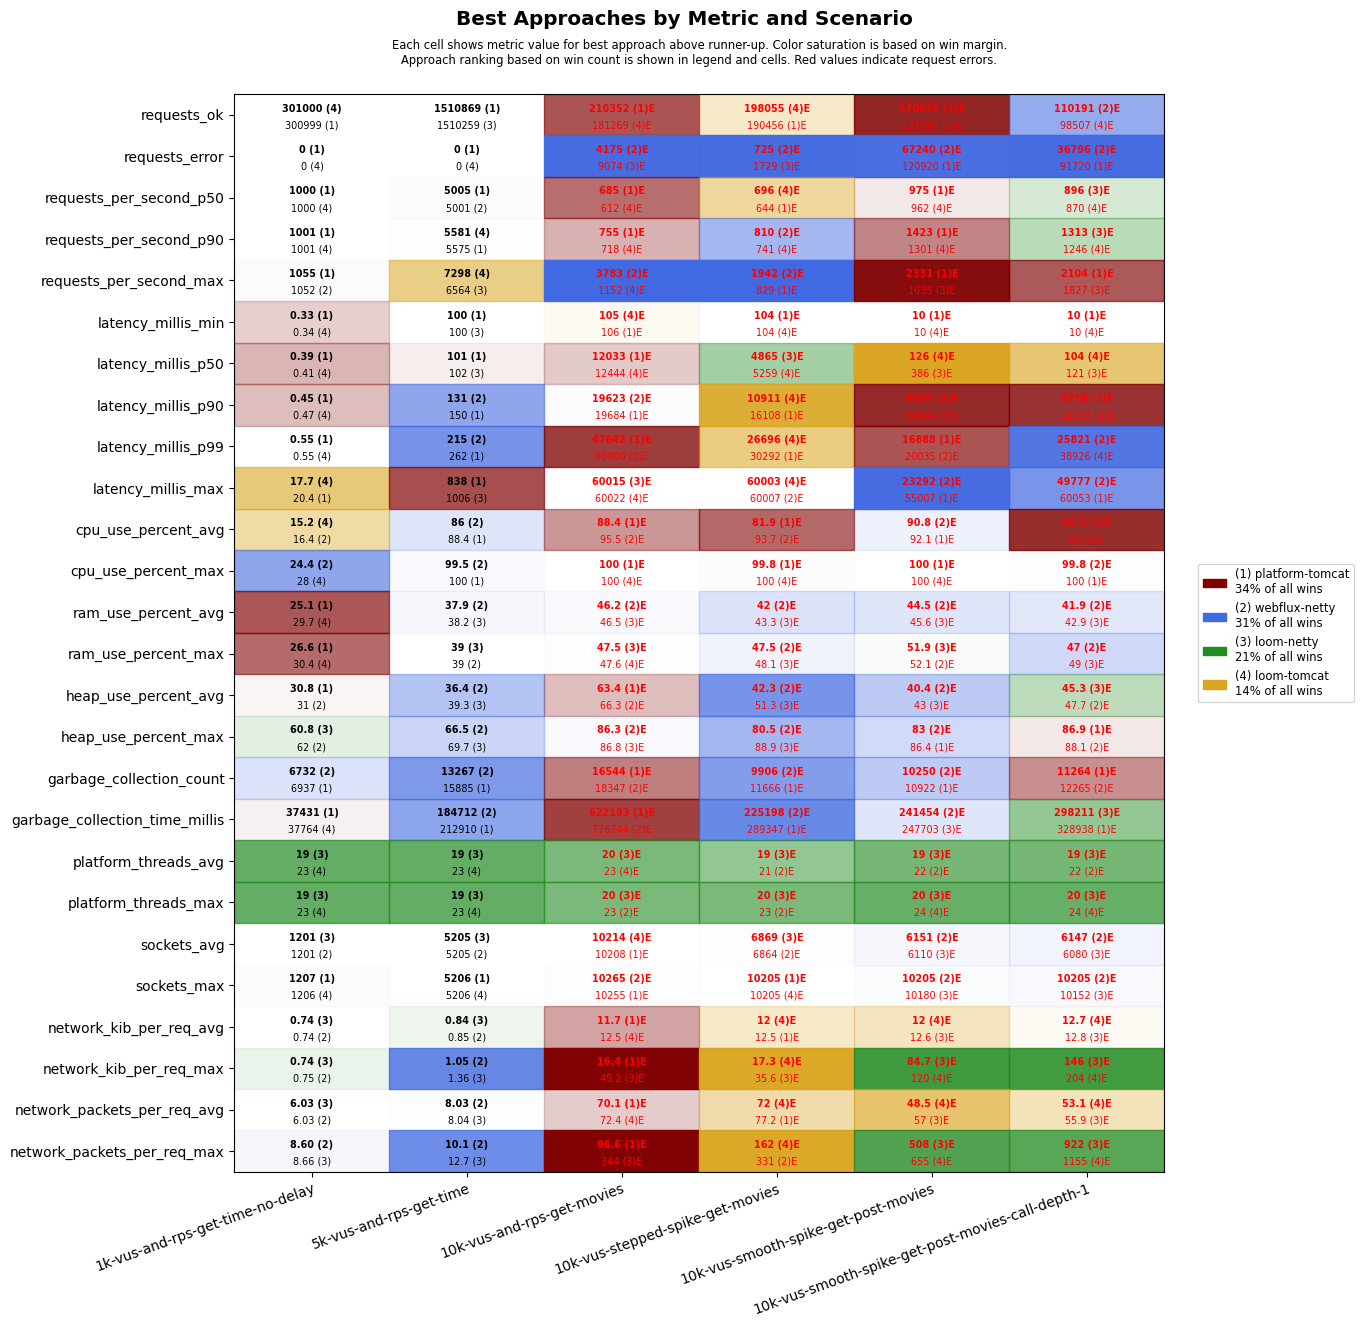 Best Approaches by Metric and Scenario
Each cell shows metric value for best approach above runner-up. Color saturation is based on win margin.
Approach ranking based on win count is shown in legend and cells. Red values indicate request errors.
requests_ok
301000 (4) 1510869 (1) 210352 (1)E 198055 (4)E 110191 (2)E
300999 (1) 1510259 (3) 181269 (4)E 190456 (1)E 98507 (4)E
requests_error
0 (1) 0 (1) 4175 (2)E 725 (2)E 67240 (2)E 36796 (2)E
0 (4) 0 (4) 9074 (3)E 1729 (3)E 120920 (1)E 91720 (1)E
requests_per_second_p50
1000 (1) 5005 (1) 685 (1)E 696 (4)E 975 (1)E 896 (3)E
1000 (4) 5001 (2) 612 (4)E 644 (1)E 962 (4)E 870 (4)E
requests_per_second_p90
1001 (1) 5581 (4) 755 (1)E 810 (2)E 1423 (1)E 1313 (3)E
1001 (4) 5575 (1) 718 (4)E 741 (4)E 1301 (4)E 1246 (4)E
requests_per_second_max
1055 (1) 7298 (4) 3783 (2)E 1942 (2)E 2331 (1)E 2104 (1)E
1052 (2) 6564 (3) 1152 (4)E 829 (1)E 1635 (3)E 1827 (3)E
latency_millis_min
0.33 (1) 100 (1) 105 (4)E 104 (1)E 10 (1)E 10 (1)E
0.34 (4) 100 (3) 106 (1)E 104 (4)E 10 (4)E 10 (4)E
latency_millis_p50
0.39 (1) 101 (1) 12033 (1)E 4865 (3)E 126 (4)E 104 (4)E
0.41 (4) 102 (3) 12444 (4)E 5259 (4)E 386 (3)E 121 (3)E
latency_millis_p90
0.45 (1) 131 (2) 19623 (2)E 10911 (4)E
0.47 (4) 150 (1) 19684 (1)E 16108 (1)E
latency_millis_p99
0.55 (1) 215 (2) 47642 (1)E 26696 (4)E 16888 (1)E 25821 (2)E
0.55 (4) 262 (1) 60000 (2)E 30292 (1)E 20035 (2)E 38926 (4)E
latency_millis_max
17.7 (4) 838 (1) 60015 (3)E 60003 (4)E 23292 (2)E 49777 (2)E
20.4 (1) 1006 (3) 60022 (4)E 60007 (2)E 55007 (1)E 60053 (1)E
cpu_use_percent_avg
15.2 (4) 86 (2) 88.4 (1)E 81.9 (1)E 90.8 (2)E
16.4 (2) 88.4 (1) 95.5 (2)E 93.7 (2)E 92.1 (1)E
cpu_use_percent_max
24.4 (2) 99.5 (2) 100 (1)E 99.8 (1)E 100 (1)E 99.8 (2)E
28 (4) 100 (1) 100 (4)E 100 (4)E 100 (4)E 100 (1)E
ram_use_percent_avg
25.1 (1) 37.9 (2) 46.2 (2)E 42 (2)E 44.5 (2)E 41.9 (2)E
29.7 (4) 38.2 (3) 46.5 (3)E 43.3 (3)E 45.6 (3)E 42.9 (3)E
ram_use_percent_max
26.6 (1) 39 (3) 47.5 (3)E 47.5 (2)E 51.9 (3)E 47 (2)E
30.4 (4) 39 (2) 47.6 (4)E 48.1 (3)E 52.1 (2)E 49 (3)E
heap_use_percent_avg
30.8 (1) 36.4 (2) 63.4 (1)E 42.3 (2)E 40.4 (2)E 45.3 (3)E
31 (2) 39.3 (3) 66.3 (2)E 51.3 (3)E 43 (3)E 47.7 (2)E
heap_use_percent_max
60.8 (3) 66.5 (2) 86.3 (2)E 80.5 (2)E 83 (2)E 86.9 (1)E
62 (2) 69.7 (3) 86.8 (3)E 88.9 (3)E 86.4 (1)E 88.1 (2)E
garbage_collection_count
6732 (2) 13267 (2) 16544 (1)E 9906 (2)E 10250 (2)E 11264 (1)E
6937 (1) 15885 (1) 18347 (2)E 11666 (1)E 10922 (1)E 12265 (2)E
garbage_collection_time_millis
37431 (1) 184712 (2) 622193 (1)E 225198 (2)E 241454 (2)E 298211 (3)E
37764 (4) 212910 (1) 776744 (2)E 289347 (1)E 247703 (3)E 328938 (1)E
platform_threads_avg
19 (3) 19 (3) 20 (3)E 19 (3)E 19 (3)E 19 (3)E
23 (4) 23 (4) 23 (4)E 21 (2)E 22 (2)E 22 (2)E
platform_threads_max
19 (3) 19 (3) 20 (3)E 20 (3)E 20 (3)E 20 (3)E
23 (4) 23 (4) 23 (2)E 23 (2)E 24 (4)E 24 (4)E
sockets_avg
1201 (3) 5205 (3) 10214 (4)E 6869 (3)E 6151 (2)E 6147 (2)E
1201 (2) 5205 (2) 10208 (1)E 6864 (2)E 6110 (3)E 6080 (3)E
sockets_max
1207 (1) 5206 (1) 10265 (2)E 10205 (1)E 10205 (2)E 10205 (2)E
1206 (4) 5206 (4) 10255 (1)E 10205 (4)E 10180 (3)E 10152 (3)E
network_kib_per_req_avg
0.74 (3) 0.84 (3) 11.7 (1)E 12 (4)E 12 (4)E 12.7 (4)E
0.74 (2) 0.85 (2) 12.5 (4)E 12.5 (1)E 12.6 (3)E 12.8 (3)E
network_kib_per_req_max
0.74 (3) 1.05 (2) 16.4 (1)E 17.3 (4)E 84.7 (3)E 146 (3)E
0.75 (2) 1.36 (3) 45.2 (3)E 35.6 (3)E 120 (4)E 204 (4)E
network_packets_per_req_avg
6.03 (3) 8.03 (2) 70.1 (1)E 72 (4)E 48.5 (4)E 53.1 (4)E
6.03 (2) 8.04 (3) 72.4 (4)E 77.2 (1)E 57 (3)E 55.9 (3)E
network_packets_per_req_max
8.60 (2) 10.1 (2) 96.6 (1)E 162 (4)E 508 (3)E 922 (3)E
8.66 (3) 12.7 (3) 344 (3)E 331 (2)E 655 (4)E 1155 (4)E
1k-vus-and-rps-get-time-no-delay
5k-vus-and-rps-get-time
10k-vus-and-rps-get-movies
10k-vus-stepped-spike-get-movies
10k-vus-smooth-spike-get-post-movies
10k-vus-smooth-spike-get-post-movies-call-depth-1
(1) platform-tomcat
34% of all wins
(2) webflux-netty
31% of all wins
(3) loom-netty
21% of all wins
(4) loom-tomcat
14% of all wins